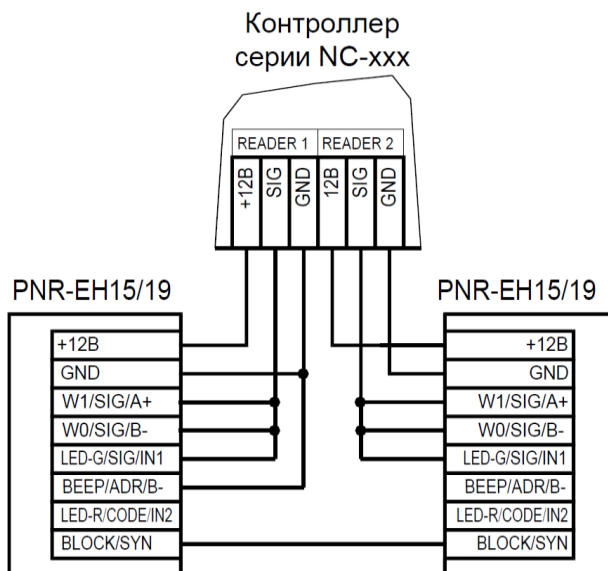 Контроллер
серии NC-xxx
READER 1 READER 2
+12В SIG GND 12В SIG GND
PNR-EH15/19 PNR-EH15/19
+12В +12В
GND GND
W1/SIG/A+ W1/SIG/A+
W0/SIG/B- W0/SIG/B-
LED-G/SIG/IN1 LED-G/SIG/IN1
BEEP/ADR/B- BEEP/ADR/B-
LED-R/CODE/IN2 LED-R/CODE/IN2
BLOCK/SYN BLOCK/SYN